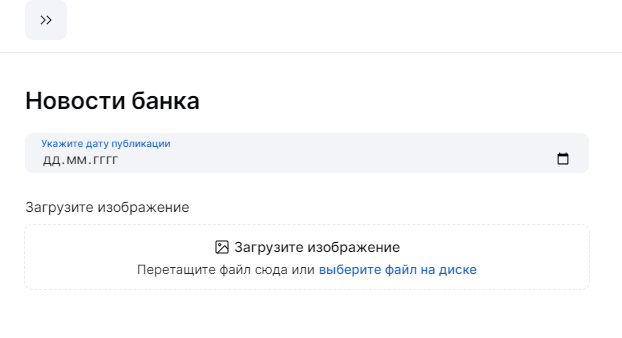 Новости банка
Укажите дату публикации
дд.мм.гггг
Загрузите изображение
Загрузите изображение
Перетащите файл сюда или выберите файл на диске